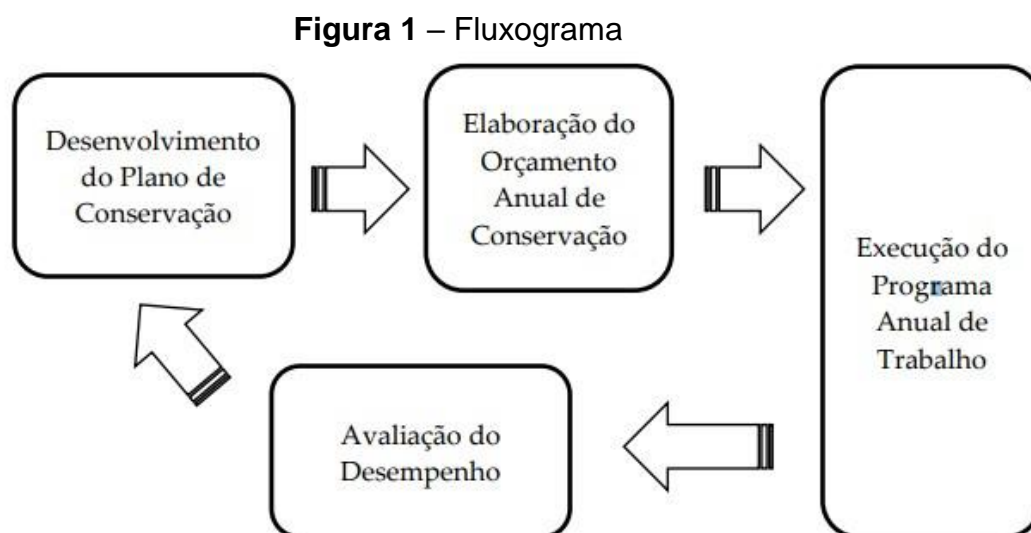 Figura 1 – Fluxograma
Desenvolvimento
do Plano de
Conservação
Elaboração do
Orçamento
Anual de
Conservação
Execução do
Programa
Anual de
Trabalho
Avaliação do
Desempenho